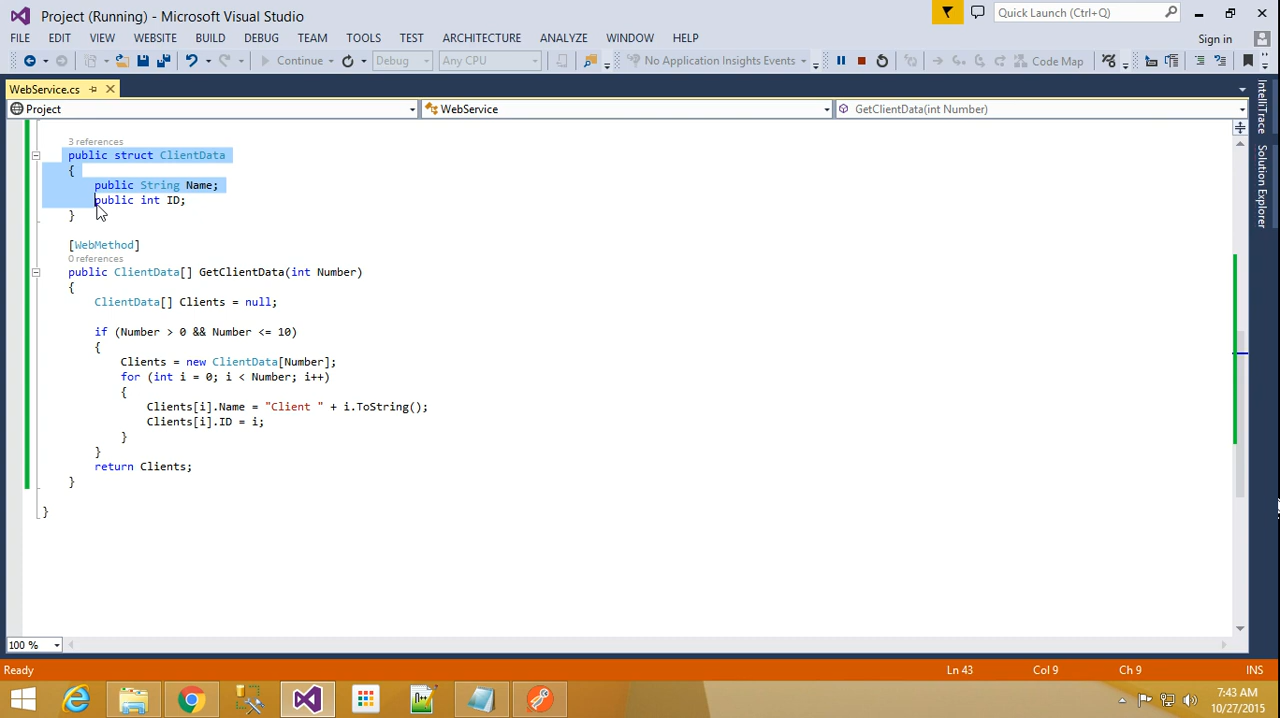 Project (Running) - Microsoft Visual Studio
Quick Launch (Ctrl+Q)
FILE EDIT VIEW WEBSITE BUILD DEBUG TEAM TOOLS TEST ARCHITECTURE ANALYZE WINDOW HELP
Sign in
Continue Debug Any CPU No Application Insights Events Code Map
WebService.cs
Project WebService GetClientData(int Number)
IntelliTrace
Solution Explorer
3 references
public struct ClientData
{
public String Name;
public int ID;
}
[WebMethod]
0 references
public ClientData[] GetClientData(int Number)
{
ClientData[] Clients = null;
if (Number > 0 && Number <= 10)
{
Clients = new ClientData[Number];
for (int i = 0; i < Number; i++)
{
Clients[i].Name = "Client " + i.ToString();
Clients[i].ID = i;
}
}
return Clients;
}
}
100 %
Ready Ln 43 Col 9 Ch 9 INS
7:43 AM
10/27/2015